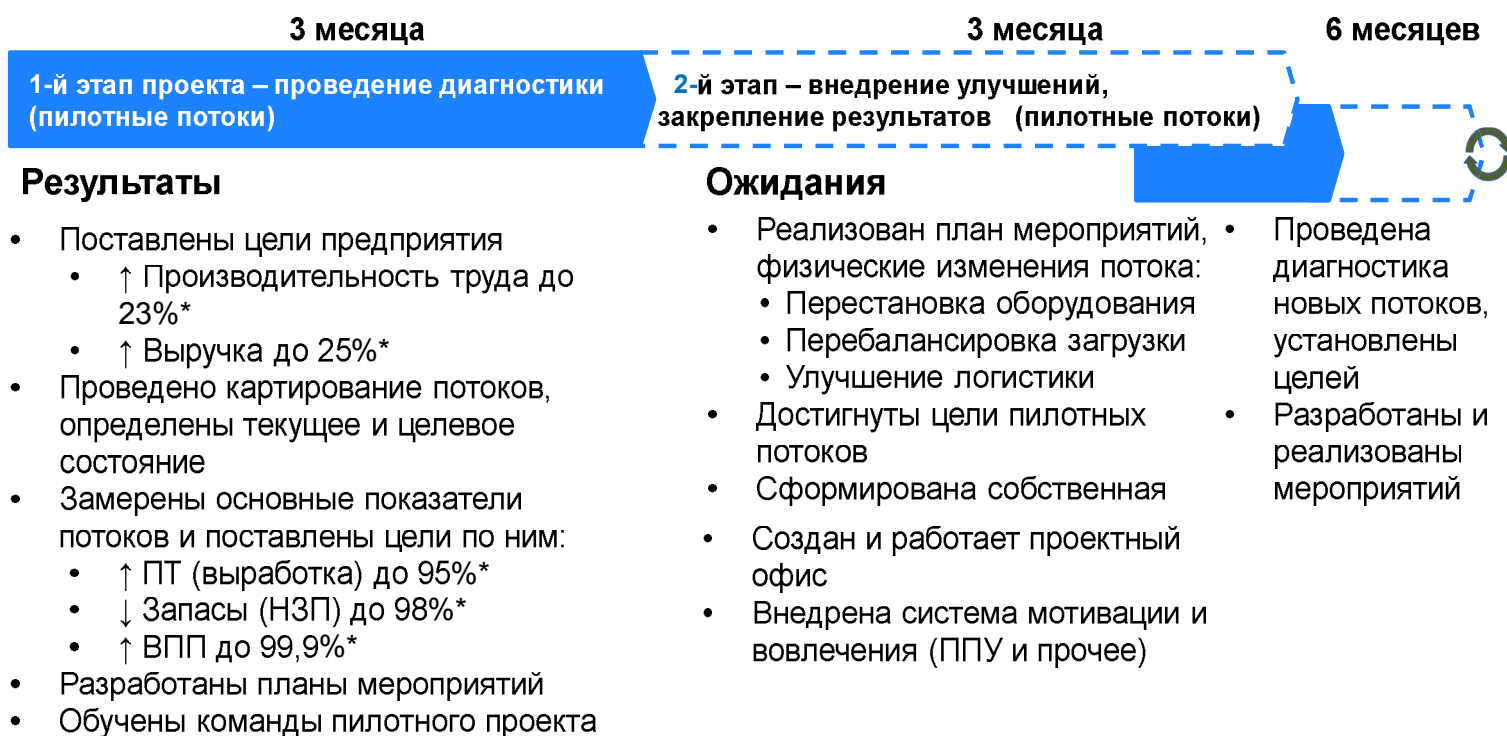 3 месяца
3 месяца
6 месяцев
1-й этап проекта – проведение диагностики
(пилотные потоки)
2-й этап – внедрение улучшений,
закрепление результатов (пилотные потоки)
Результаты
• Поставлены цели предприятия
• ↑ Производительность труда до
23%*
• ↑ Выручка до 25%*
• Проведено картирование потоков,
определены текущее и целевое
состояние
• Замерены основные показатели
потоков и поставлены цели по ним:
• ↑ ПТ (выработка) до 95%*
• ↓ Запасы (НЗП) до 98%*
• ↑ ВПП до 99,9%*
• Разработаны планы мероприятий
• Обучены команды пилотного проекта
Ожидания
• Реализован план мероприятий,
физические изменения потока:
• Перестановка оборудования
• Перебалансировка загрузки
• Улучшение логистики
• Достигнуты цели пилотных
потоков
• Сформирована собственная
• Создан и работает проектный
офис
• Внедрена система мотивации и
вовлечения (ППУ и прочее)
• Проведена
диагностика
новых потоков,
установлены
целей
• Разработаны и
реализованы
мероприятий